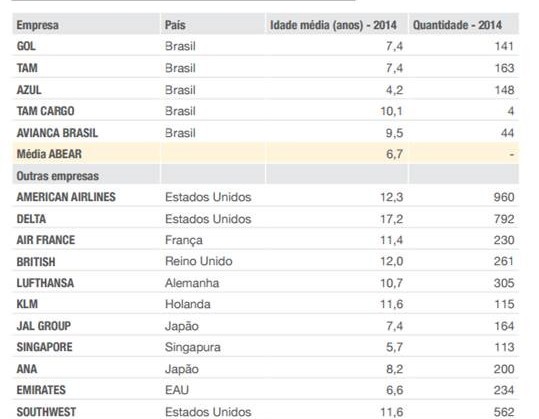 Empresa País Idade média (anos) - 2014 Quantidade - 2014
GOL Brasil 7,4 141
TAM Brasil 7,4 163
AZUL Brasil 4,2 148
TAM CARGO Brasil 10,1 4
AVIANCA BRASIL Brasil 9,5 44
Média ABEAR 6,7 -
Outras empresas
AMERICAN AIRLINES Estados Unidos 12,3 960
DELTA Estados Unidos 17,2 792
AIR FRANCE França 11,4 230
BRITISH Reino Unido 12,0 261
LUFTHANSA Alemanha 10,7 305
KLM Holanda 11,6 115
JAL GROUP Japão 7,4 164
SINGAPORE Singapura 5,7 113
ANA Japão 8,2 200
EMIRATES EAU 6,6 234
SOUTHWEST Estados Unidos 11,6 562